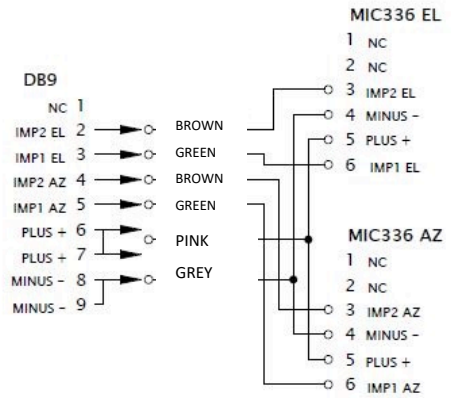 MIC336 EL
1 NC
2 NC
3 IMP2 EL
4 MINUS -
5 PLUS +
6 IMP1 EL
DB9
NC 1
IMP2 EL 2
IMP1 EL 3
IMP2 AZ 4
IMP1 AZ 5
PLUS + 6
PLUS + 7
MINUS - 8
MINUS - 9
BROWN
GREEN
BROWN
GREEN
PINK
GREY
MIC336 AZ
1 NC
2 NC
3 IMP2 AZ
4 MINUS -
5 PLUS +
6 IMP1 AZ